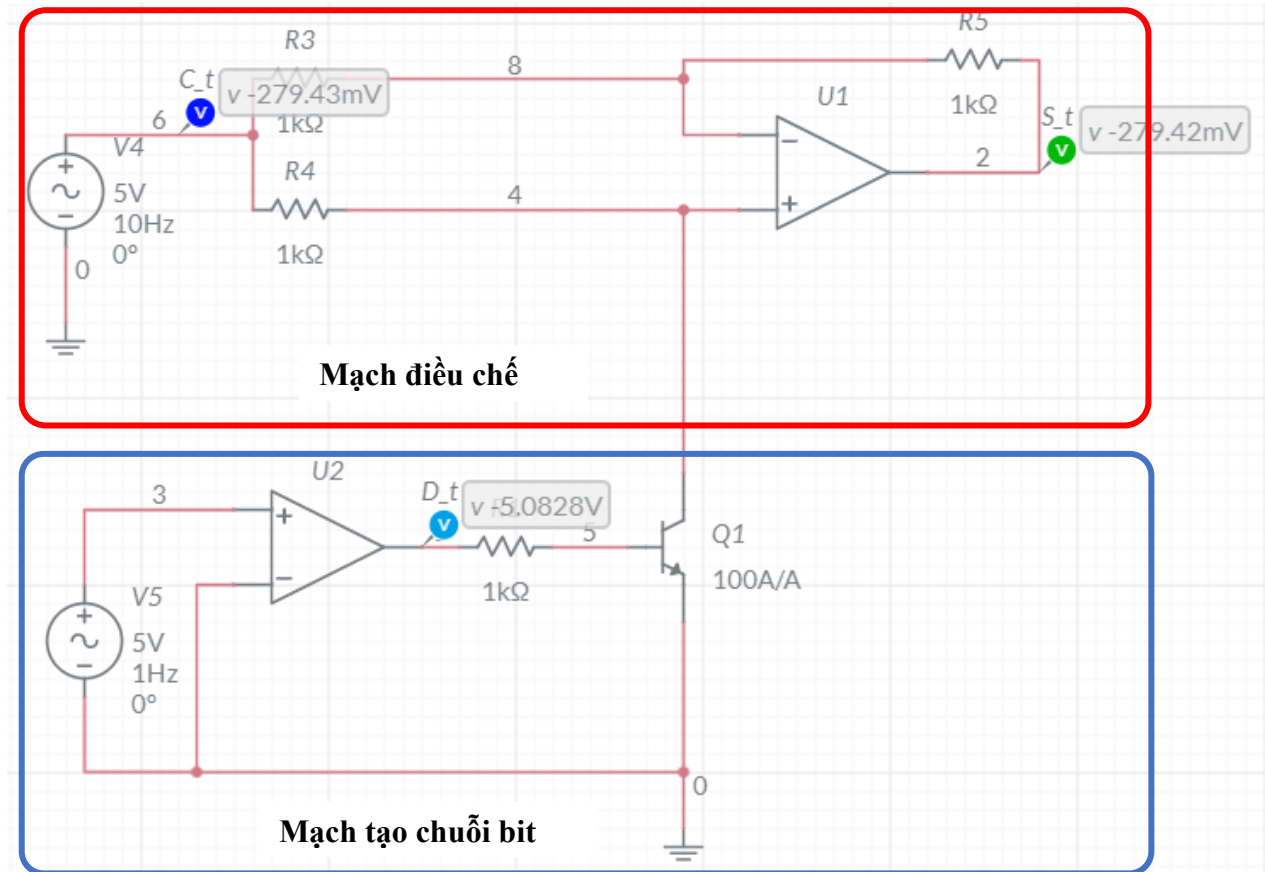 R3
R5
8
C_t
v -279.43mV
U1
1kΩ
1kΩ
6
S_t
v -279.42mV
V4
−
R4
2
+
5V
4
−
+
10Hz
0°
1kΩ
0
Mạch điều chế
U2
3
D_t
v -5.0828V
+
5
Q1
−
1kΩ
100A/A
V5
+
5V
−
1Hz
0°
0
Mạch tạo chuỗi bit